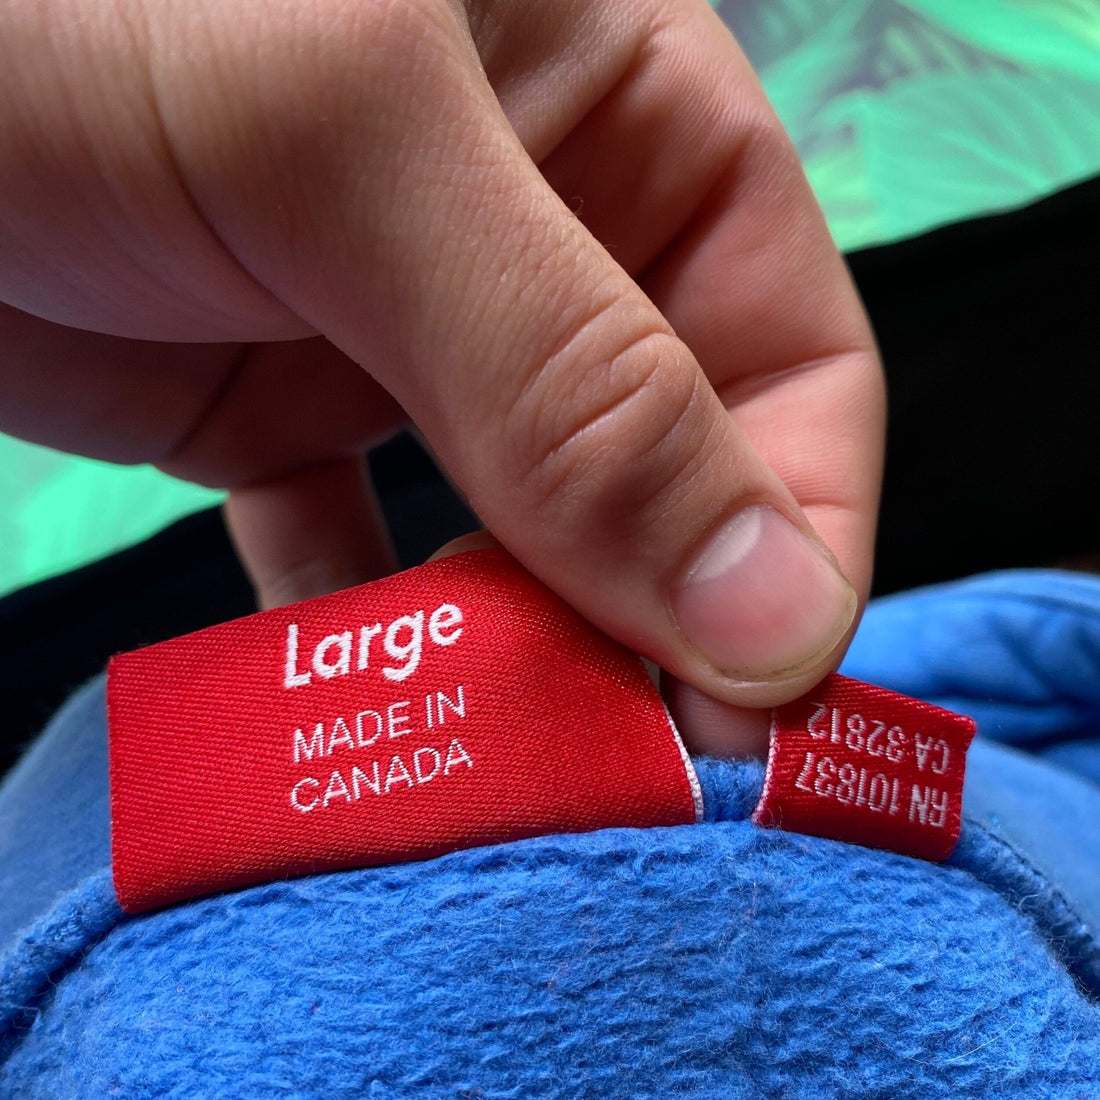 Large
MADE IN
CANADA
RN 101837
CA 32812